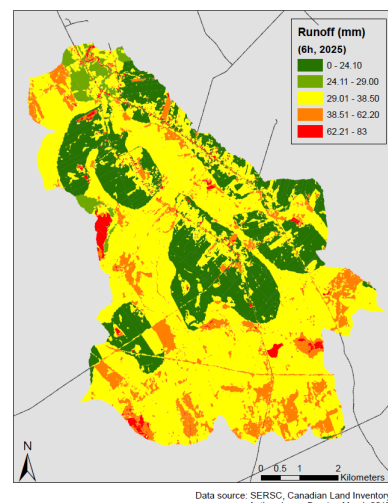 Runoff (mm)
(6h, 2025)
0 - 24.10
24.11 - 29.00
29.01 - 38.50
38.51 - 62.20
62.21 - 83
N
0 0.5 1 2
Kilometers
Data source: SERSC, Canadian Land Inventory